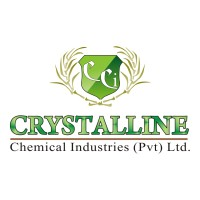 CCi
CRYSTALLINE
Chemical Industries (Pvt) Ltd.